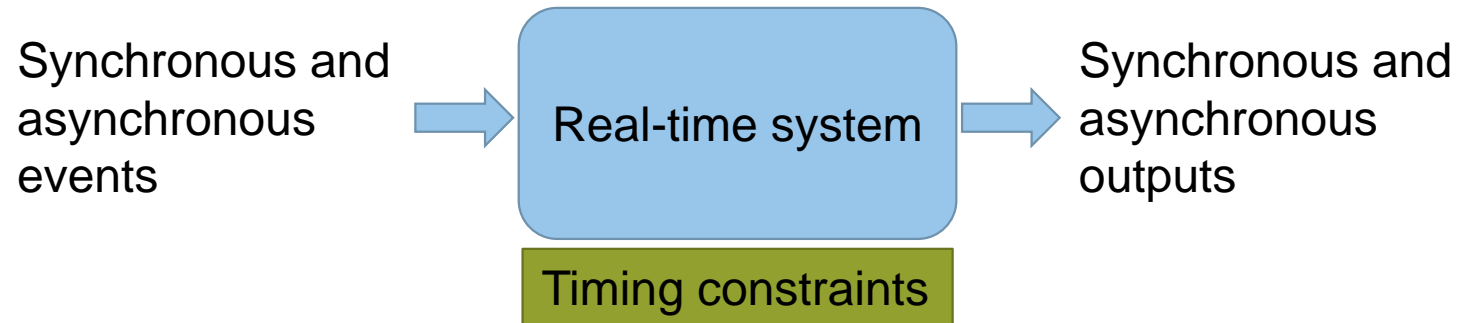 Synchronous and
asynchronous
events
Real-time system
Timing constraints
Synchronous and
asynchronous
outputs